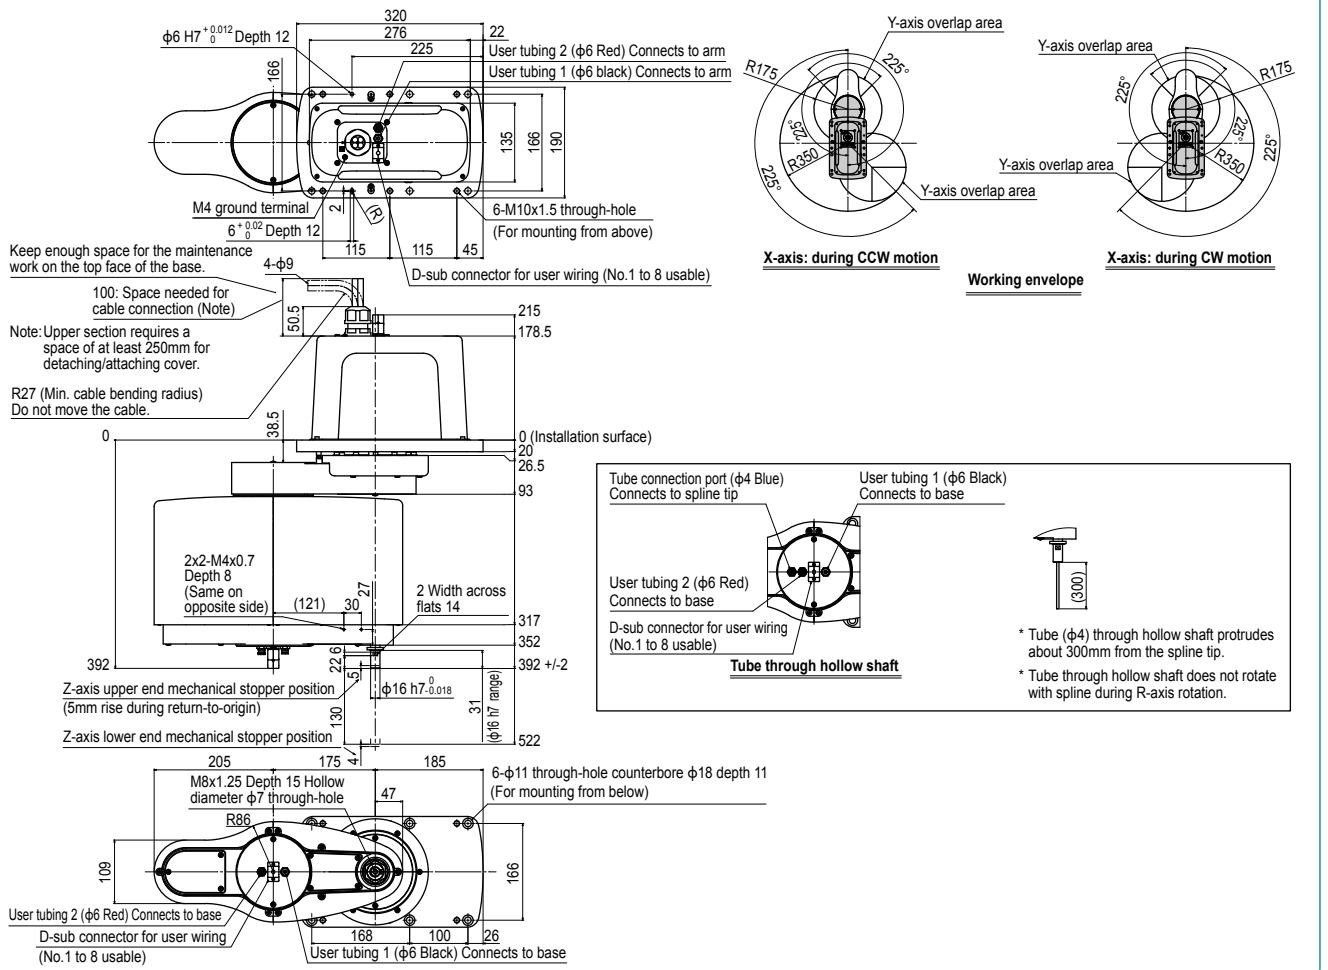 320
276
22
225
φ6 H7 +0.012 0 Depth 12
User tubing 2 (φ6 Red) Connects to arm
User tubing 1 (φ6 black) Connects to arm
166
135
166
190
M4 ground terminal
2
(R)
6 +0.02 0 Depth 12
115
115
45
6-M10x1.5 through-hole
(For mounting from above)
D-sub connector for user wiring (No.1 to 8 usable)
Keep enough space for the maintenance
work on the top face of the base.
4-φ9
100: Space needed for
cable connection (Note)
50.5
Note: Upper section requires a
space of at least 250mm for
detaching/attaching cover.
R27 (Min. cable bending radius)
Do not move the cable.
215
178.5
38.5
0
0 (Installation surface)
20
26.5
93
2x2-M4x0.7
Depth 8
(Same on
opposite side)
(121)
30
27
2 Width across
flats 14
317
352
392
392 +/-2
6
22
5
φ16 h7 0 -0.018
Z-axis upper end mechanical stopper position
(5mm rise during return-to-origin)
130
31
(φ16 h7 range)
Z-axis lower end mechanical stopper position
4
522
205
175
185
M8x1.25 Depth 15 Hollow
diameter φ7 through-hole
47
6-φ11 through-hole counterbore φ18 depth 11
(For mounting from below)
R86
109
166
User tubing 2 (φ6 Red) Connects to base
D-sub connector for user wiring
(No.1 to 8 usable)
168
100
26
User tubing 1 (φ6 Black) Connects to base
Y-axis overlap area
R175
225°
225°
R350
225°
Y-axis overlap area
X-axis: during CCW motion
Y-axis overlap area
R175
225°
225°
R350
225°
Y-axis overlap area
X-axis: during CW motion
Working envelope
Tube connection port (φ4 Blue)
Connects to spline tip
User tubing 1 (φ6 Black)
Connects to base
User tubing 2 (φ6 Red)
Connects to base
D-sub connector for user wiring
(No.1 to 8 usable)
Tube through hollow shaft
(300)
* Tube (φ4) through hollow shaft protrudes
about 300mm from the spline tip.
* Tube through hollow shaft does not rotate
with spline during R-axis rotation.